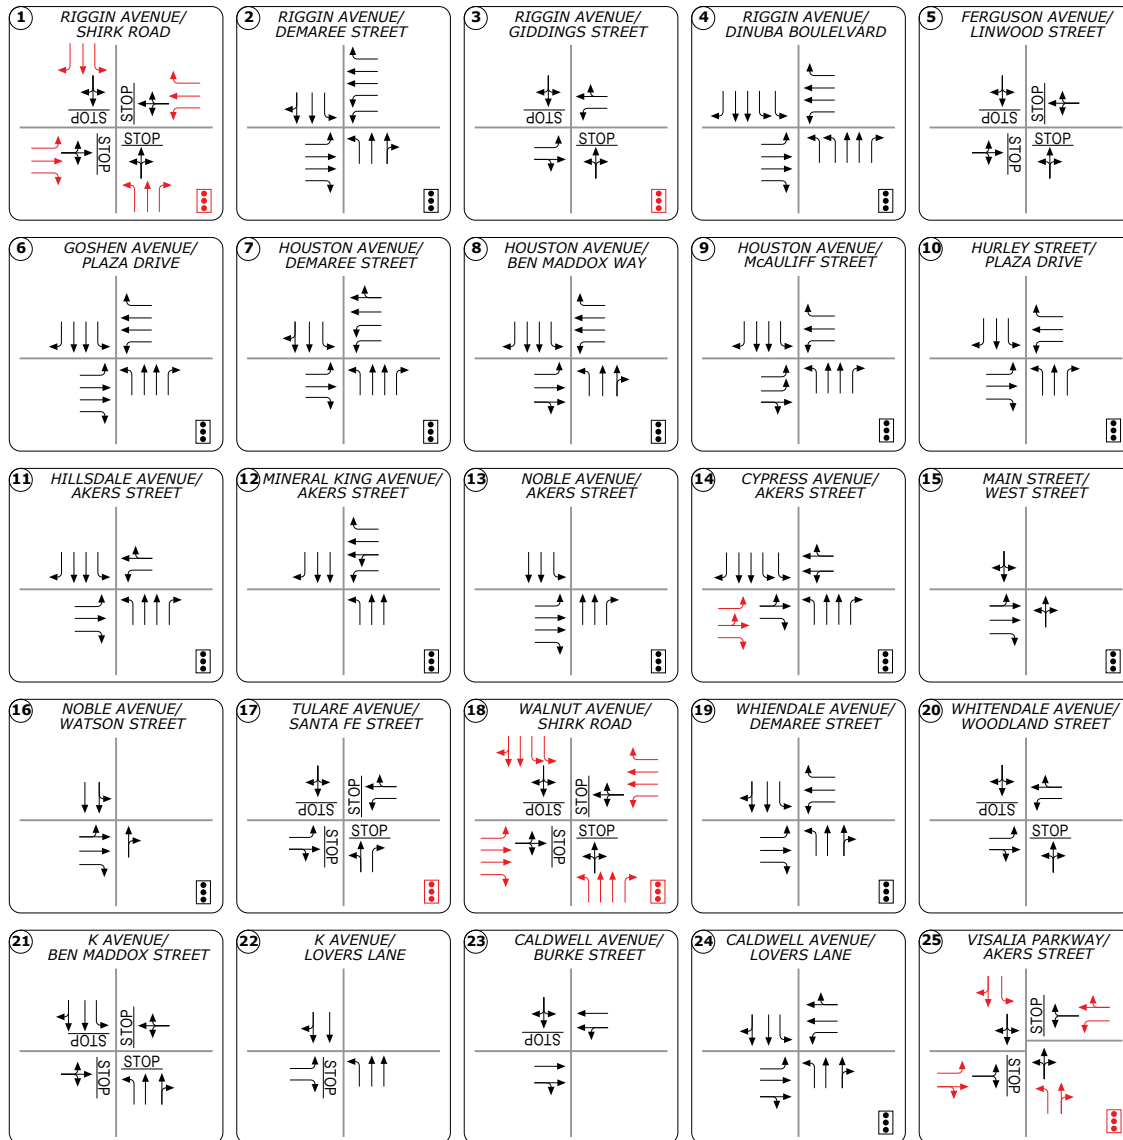 1
RIGGIN AVENUE/
SHIRK ROAD
STOP
STOP
STOP
STOP
2
RIGGIN AVENUE/
DEMAREE STREET
3
RIGGIN AVENUE/
GIDDINGS STREET
STOP
STOP
4
RIGGIN AVENUE/
DINUBA BOULELVARD
5
FERGUSON AVENUE/
LINWOOD STREET
STOP
STOP
STOP
STOP
6
GOSHEN AVENUE/
PLAZA DRIVE
7
HOUSTON AVENUE/
DEMAREE STREET
8
HOUSTON AVENUE/
BEN MADDOX WAY
9
HOUSTON AVENUE/
McAULIFF STREET
10
HURLEY STREET/
PLAZA DRIVE
11
HILLSDALE AVENUE/
AKERS STREET
12
MINERAL KING AVENUE/
AKERS STREET
13
NOBLE AVENUE/
AKERS STREET
14
CYPRESS AVENUE/
AKERS STREET
15
MAIN STREET/
WEST STREET
16
NOBLE AVENUE/
WATSON STREET
17
TULARE AVENUE/
SANTA FE STREET
STOP
STOP
STOP
STOP
18
WALNUT AVENUE/
SHIRK ROAD
STOP
STOP
STOP
STOP
19
WHIENDALE AVENUE/
DEMAREE STREET
20
WHITENDALE AVENUE/
WOODLAND STREET
STOP
STOP
21
K AVENUE/
BEN MADDOX STREET
STOP
STOP
STOP
STOP
22
K AVENUE/
LOVERS LANE
STOP
23
CALDWELL AVENUE/
BURKE STREET
STOP
24
CALDWELL AVENUE/
LOVERS LANE
25
VISALIA PARKWAY/
AKERS STREET
STOP
STOP